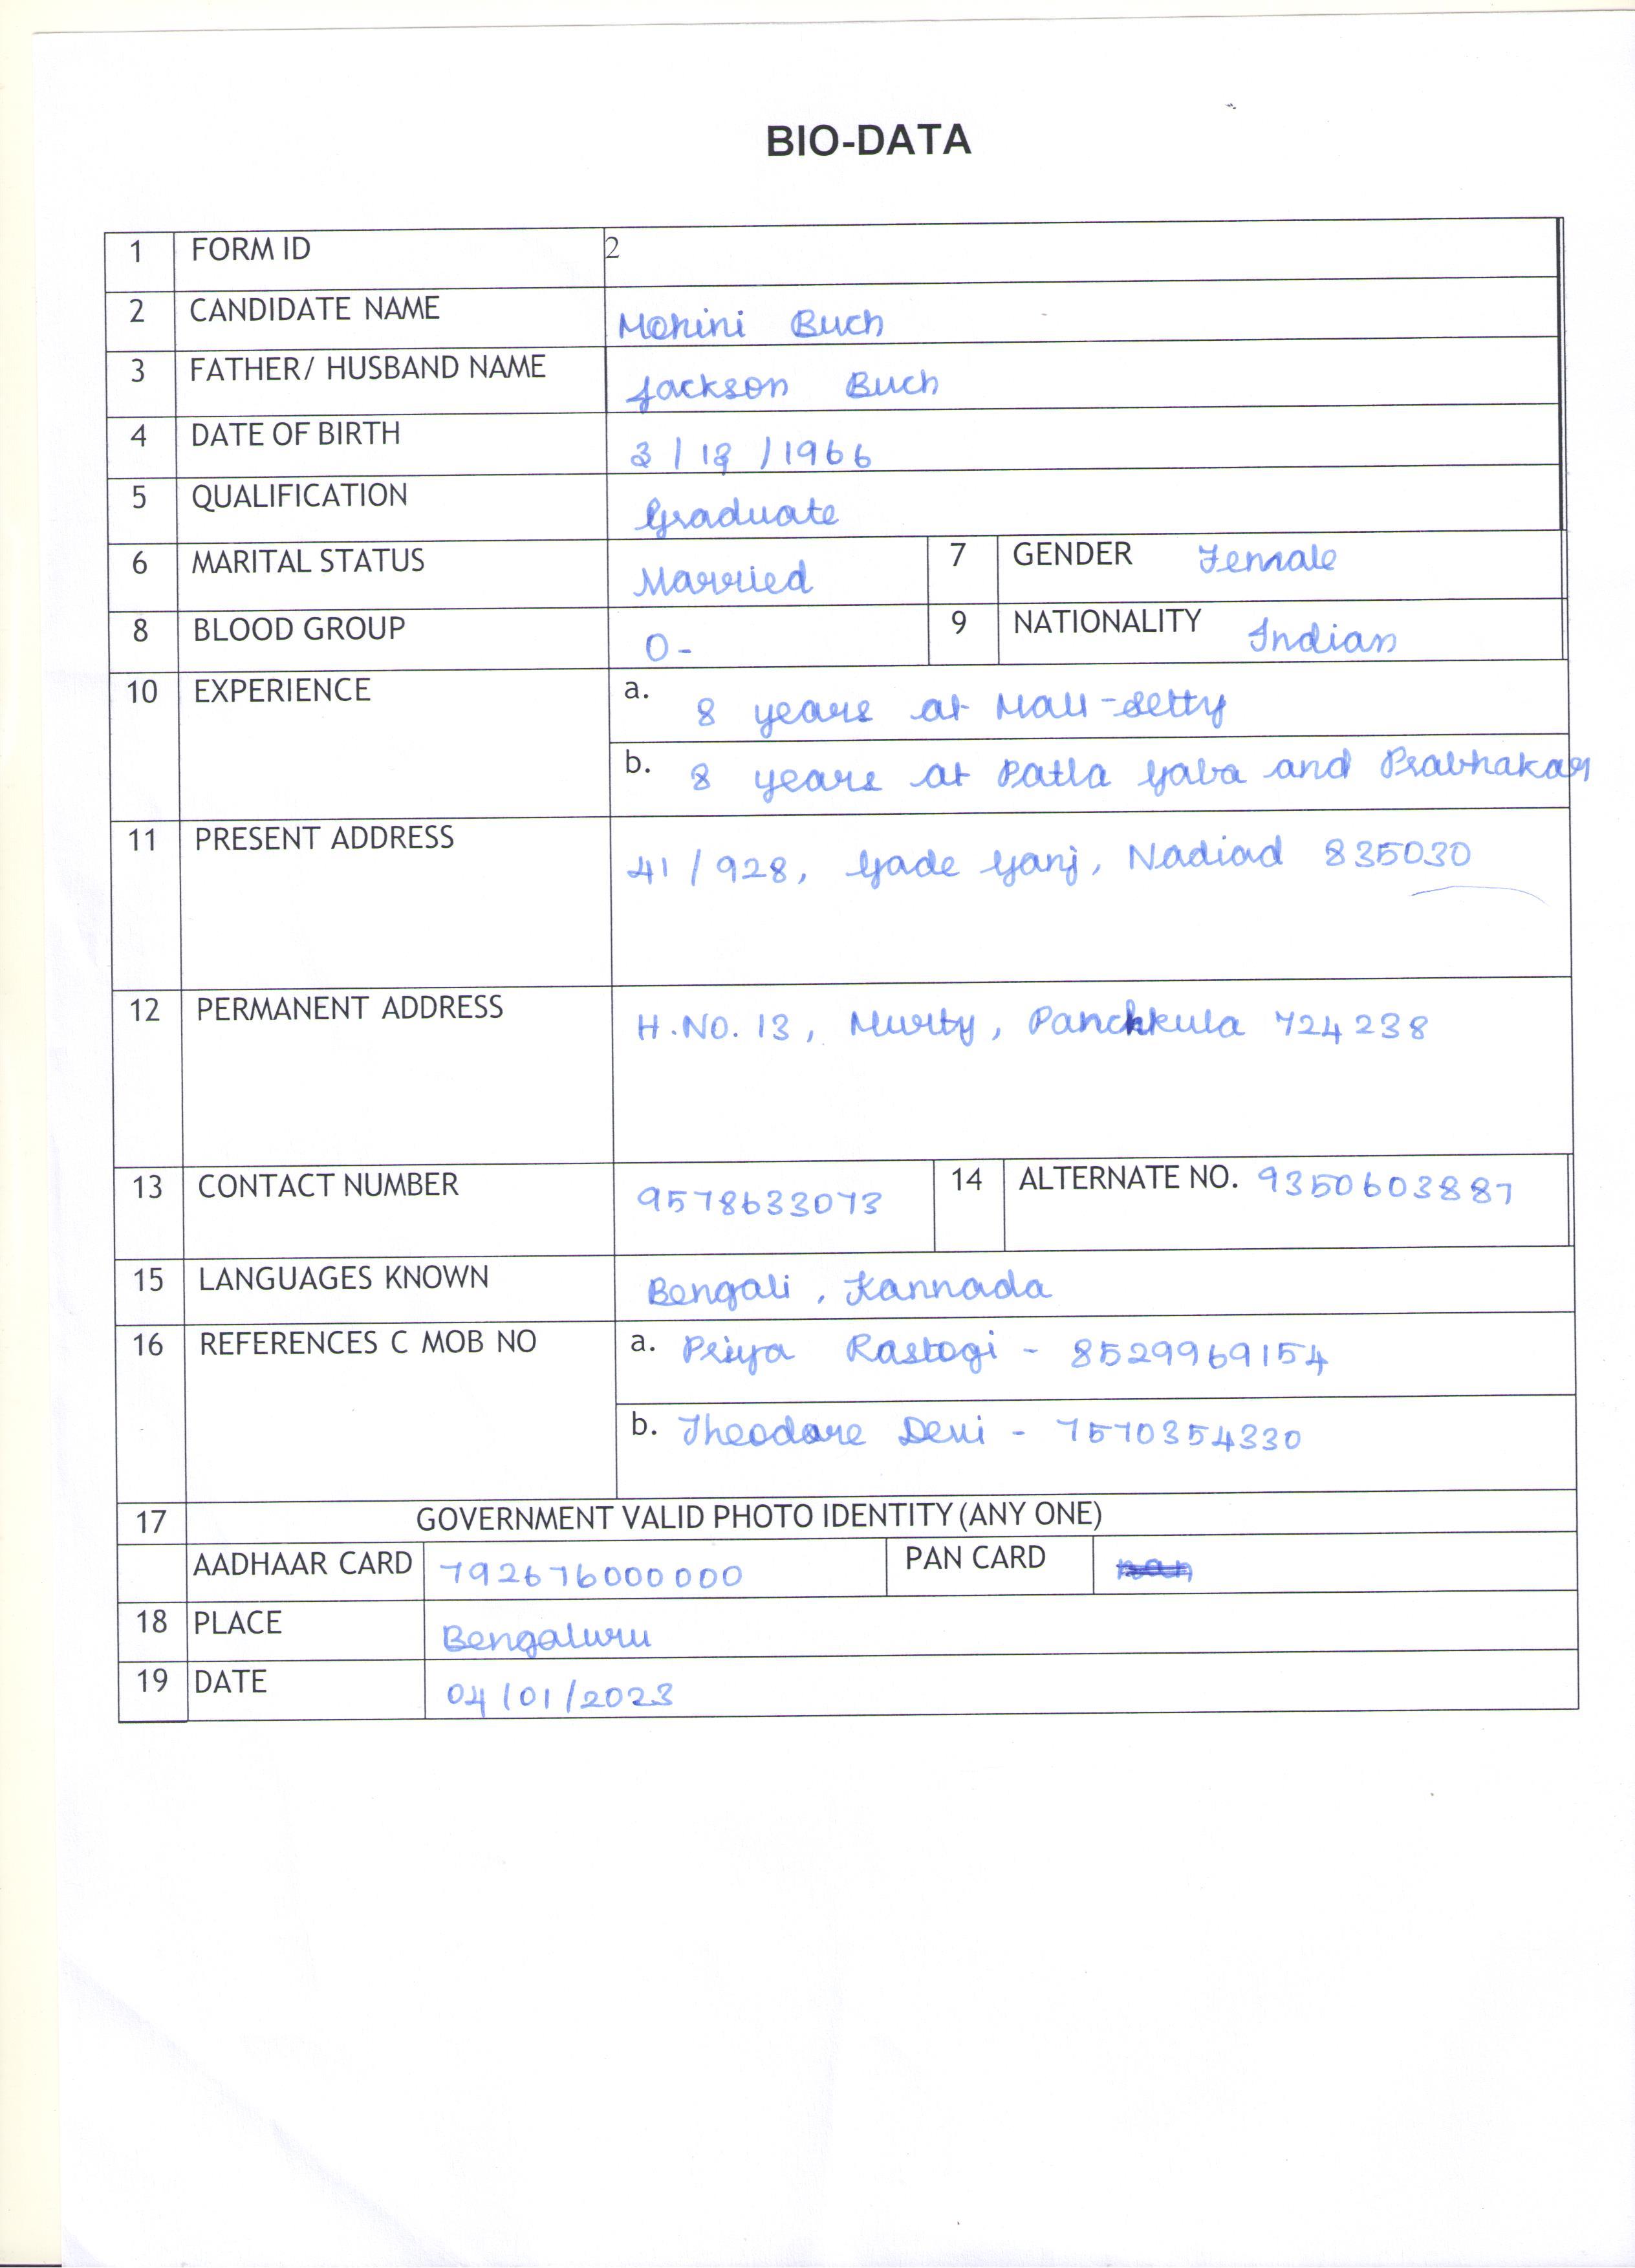 BIO-DATA
1 FORM ID 2
2 CANDIDATE NAME Mohini Buch
3 FATHER/ HUSBAND NAME Jackson Buch
4 DATE OF BIRTH 3/13/1966
5 QUALIFICATION Graduate
6 MARITAL STATUS Married 7 GENDER Female
8 BLOOD GROUP O- 9 NATIONALITY Indian
10 EXPERIENCE a. 8 years at Mall-Setty
b. 8 years at Patla Gaba and Prabhakar
11 PRESENT ADDRESS 41/928, Gade Ganj, Nadiad 835030
12 PERMANENT ADDRESS H.NO. 13, Murty, Panchkula 724238
13 CONTACT NUMBER 9578633073 14 ALTERNATE NO. 9350603887
15 LANGUAGES KNOWN Bengali, Kannada
16 REFERENCES C MOB NO a. Priya Rastogi - 8529969154
b. Theodore Devi - 7570354330
17 GOVERNMENT VALID PHOTO IDENTITY (ANY ONE)
AADHAAR CARD 792676000000 PAN CARD
18 PLACE Bengaluru
19 DATE 04/01/2023